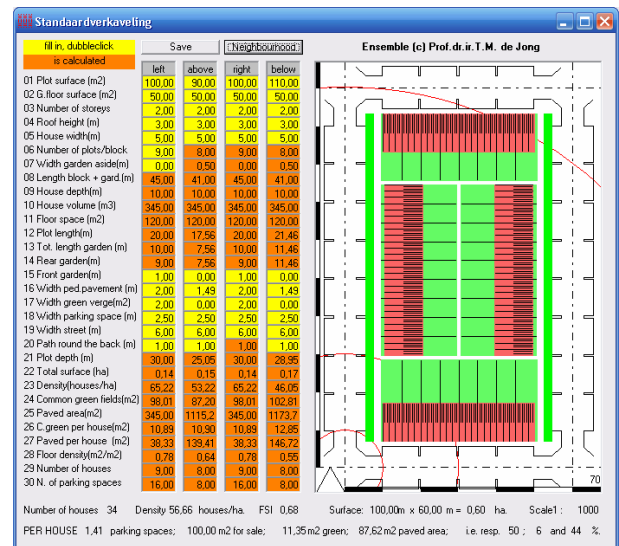 Standaardverkaveling
fill in, dubbleclick
Save
Neighbourhood
Ensemble (c) Prof.dr.ir.T.M. de Jong
is calculated
left above right below
01 Plot surface (m2) 100,00 90,00 100,00 110,00
02 G.floor surface (m2) 50,00 50,00 50,00 50,00
03 Number of storeys 2,00 2,00 2,00 2,00
04 Roof height (m) 3,00 3,00 3,00 3,00
05 House width(m) 5,00 5,00 5,00 5,00
06 Number of plots/block 9,00 8,00 9,00 8,00
07 Width garden aside(m) 0,00 0,50 0,00 0,50
08 Length block + gard.(m) 45,00 41,00 45,00 41,00
09 House depth(m) 10,00 10,00 10,00 10,00
10 House volume (m3) 345,00 345,00 345,00 345,00
11 Floor space (m2) 120,00 120,00 120,00 120,00
12 Plot length(m) 20,00 17,56 20,00 21,46
13 Tot. length garden (m) 10,00 7,56 10,00 11,46
14 Rear garden(m) 9,00 7,56 9,00 11,46
15 Front garden(m) 1,00 0,00 1,00 0,00
16 Width ped.pavement (m) 2,00 1,49 2,00 2,00
17 Width green verge(m2) 2,00 0,00 2,00 0,00
18 Width parking space (m) 2,50 2,50 2,50 2,50
19 Width street (m) 6,00 6,00 6,00 6,00
20 Path round the back (m) 1,00 1,00 1,00 1,00
21 Plot depth (m) 30,00 25,05 30,00 28,95
22 Total surface (ha) 0,14 0,15 0,14 0,17
23 Density(houses/ha) 65,22 53,22 65,22 46,05
24 Common green fields(m2) 98,01 87,20 98,01 102,81
25 Paved area(m2) 345,00 1115,2 345,00 1173,7
26 C.green per house(m2) 10,89 10,90 10,89 12,85
27 Paved per house (m2) 38,33 139,41 38,33 146,72
28 Floor density(m2/m2) 0,78 0,64 0,78 0,55
29 Number of houses 9,00 8,00 9,00 8,00
30 N. of parking spaces 16,00 8,00 16,00 8,00
70
Number of houses 34 Density 56,66 houses/ha. FSI 0,68 Surface: 100,00m x 60,00 m = 0,60 ha. Scale1 : 1000
PER HOUSE 1,41 parking spaces; 100,00 m2 for sale; 11,35 m2 green; 87,62 m2 paved area; i.e. resp. 50 ; 6 and 44 %.